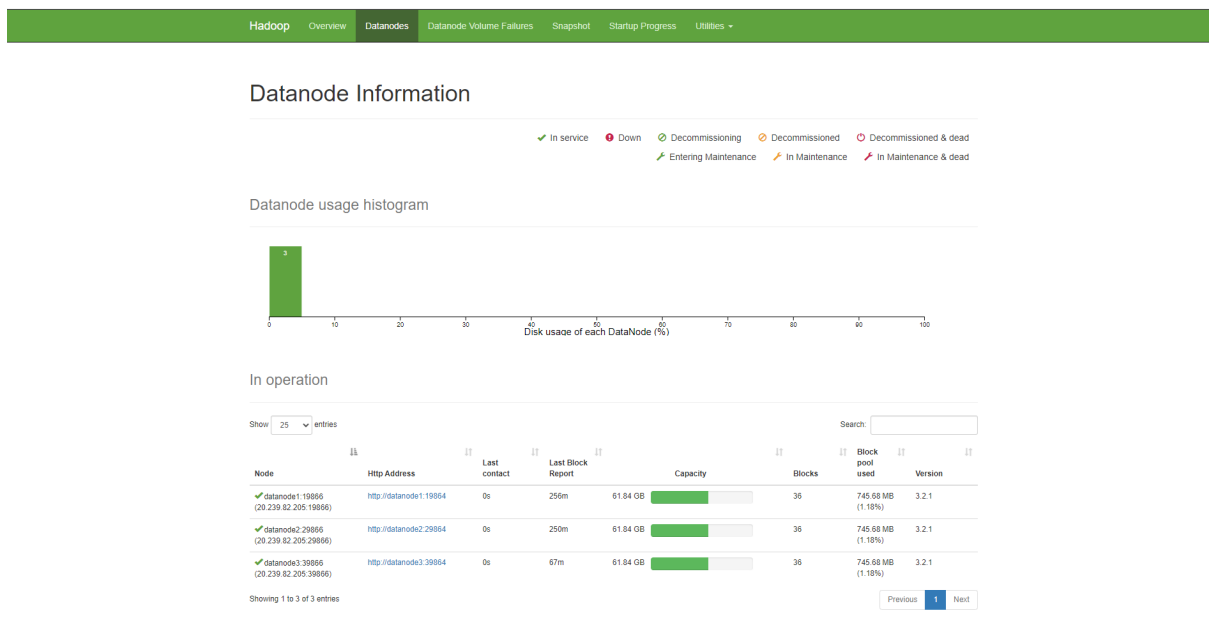 Hadoop Overview Datanodes Datanode Volume Failures Snapshot Startup Progress Utilities
Datanode Information
In service Down Decommissioning Decommissioned Decommissioned & dead
Entering Maintenance In Maintenance In Maintenance & dead
Datanode usage histogram
3
0 10 20 30 40 50 60 70 80 90 100
Disk usage of each DataNode (%)
In operation
Show 25 entries Search:
Node Http Address Last contact Last Block Report Capacity Blocks Block pool used Version
datanode1:19866 http://datanode1:19864 0s 256m 61.84 GB 36 745.68 MB 3.2.1
(20.239.82.205:19866) (1.18%)
datanode2:29866 http://datanode2:29864 0s 250m 61.84 GB 36 745.68 MB 3.2.1
(20.239.82.205:29866) (1.18%)
datanode3:39866 http://datanode3:39864 0s 67m 61.84 GB 36 745.68 MB 3.2.1
(20.239.82.205:39866) (1.18%)
Showing 1 to 3 of 3 entries Previous 1 Next